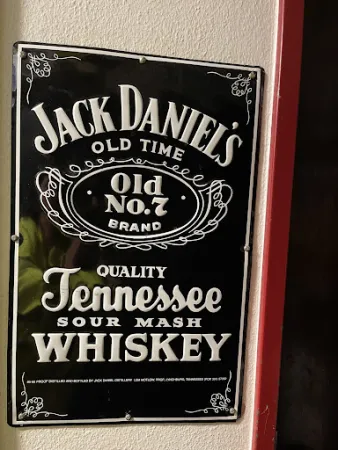 JACK DANIEL'S
OLD TIME
Old
No.7
BRAND
QUALITY
Tennessee
SOUR MASH
WHISKEY